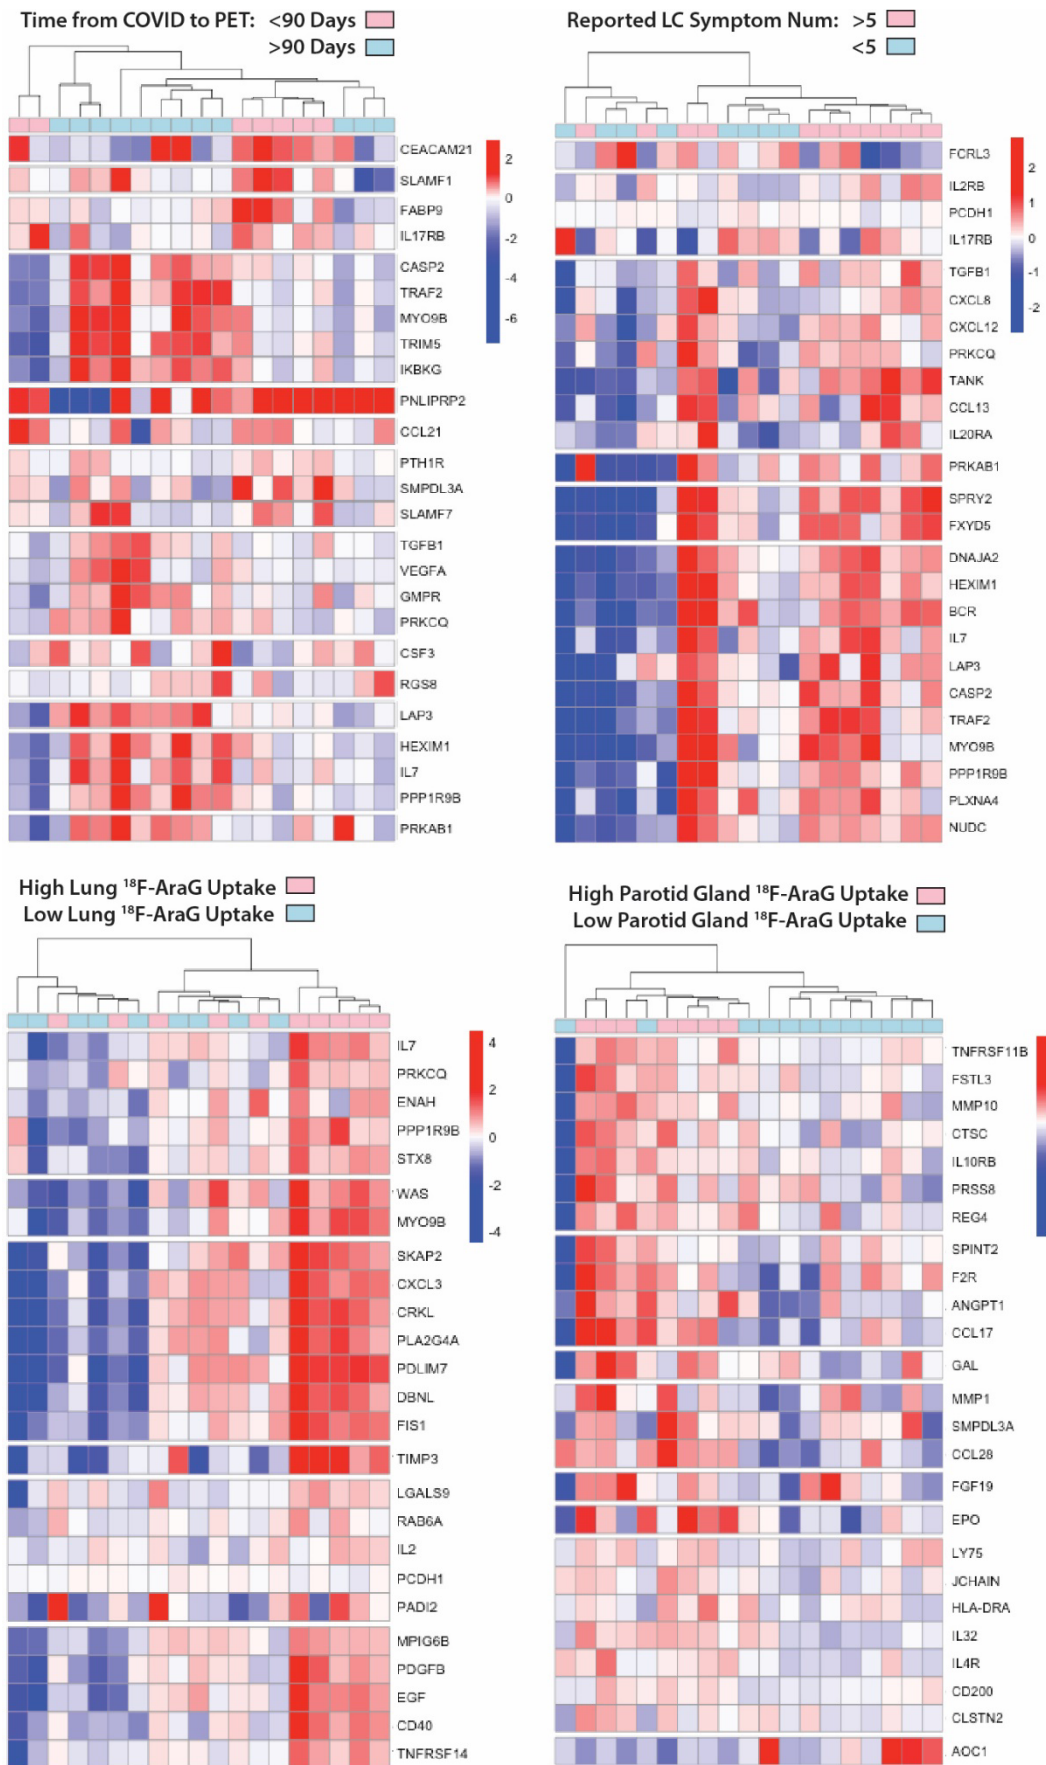 Time from COVID to PET: <90 Days
>90 Days
CEACAM21
SLAMF1
FABP9
IL17RB
CASP2
TRAF2
MYO9B
TRIM5
IKBKG
PNLIPRP2
CCL21
PTH1R
SMPDL3A
SLAMF7
TGFB1
VEGFA
GMPR
PRKCQ
CSF3
RGS8
LAP3
HEXIM1
IL7
PPP1R9B
PRKAB1
2
0
-2
-4
-6
Reported LC Symptom Num: >5
<5
FCRL3
IL2RB
PCDH1
IL17RB
TGFB1
CXCL8
CXCL12
PRKCQ
TANK
CCL13
IL20RA
PRKAB1
SPRY2
FXYD5
DNAJA2
HEXIM1
BCR
IL7
LAP3
CASP2
TRAF2
MYO9B
PPP1R9B
PLXNA4
NUDC
2
1
0
-1
-2
High Lung ¹⁸F-AraG Uptake
Low Lung ¹⁸F-AraG Uptake
IL7
PRKCQ
ENAH
PPP1R9B
STX8
WAS
MYO9B
SKAP2
CXCL3
CRKL
PLA2G4A
PDLIM7
DBNL
FIS1
TIMP3
LGALS9
RAB6A
IL2
PCDH1
PADI2
MPIG6B
PDGFB
EGF
CD40
TNFRSF14
4
2
0
-2
-4
High Parotid Gland ¹⁸F-AraG Uptake
Low Parotid Gland ¹⁸F-AraG Uptake
TNFRSF11B
FSTL3
MMP10
CTSC
IL10RB
PRSS8
REG4
SPINT2
F2R
ANGPT1
CCL17
GAL
MMP1
SMPDL3A
CCL28
FGF19
EPO
LY75
JCHAIN
HLA-DRA
IL32
IL4R
CD200
CLSTN2
AOC1